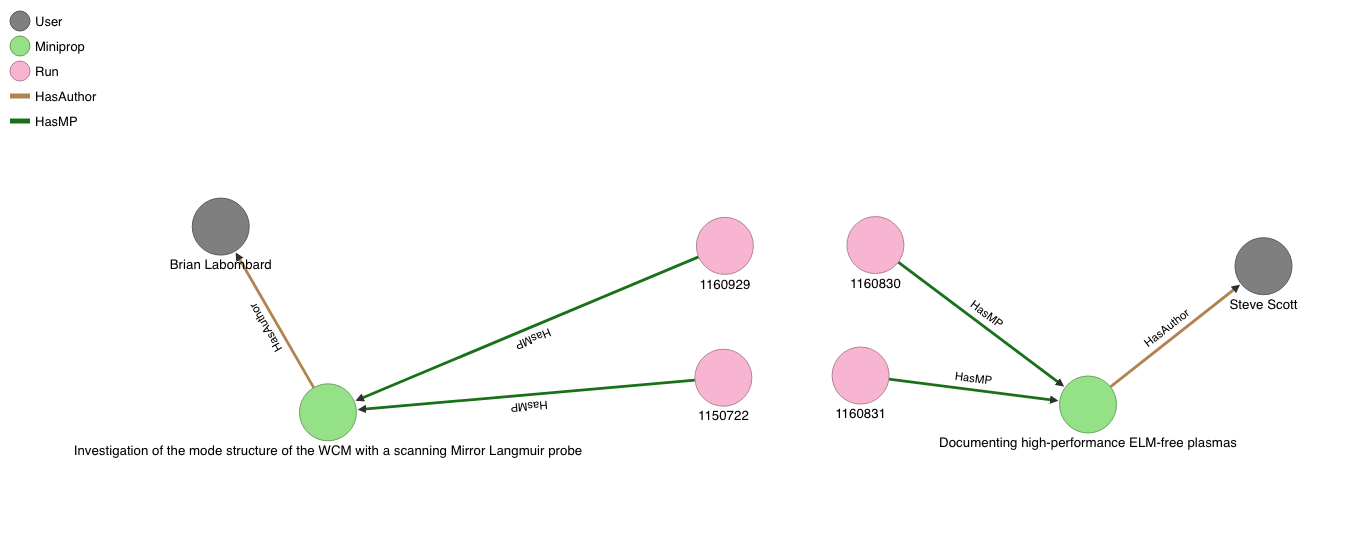 User
Miniprop
Run
HasAuthor
HasMP
Brian Labombard
HasAuthor
Investigation of the mode structure of the WCM with a scanning Mirror Langmuir probe
HasMP
HasMP
1160929
1150722
1160830
1160831
HasMP
HasMP
HasAuthor
Steve Scott
Documenting high-performance ELM-free plasmas